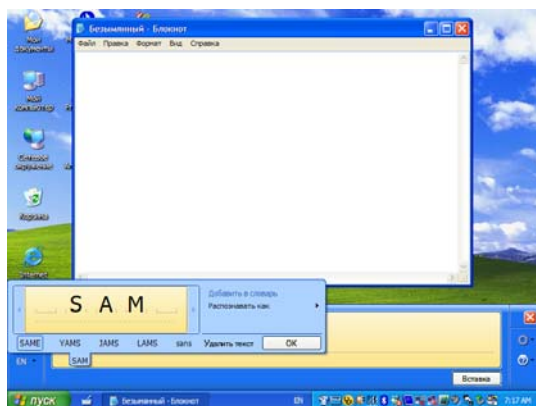 Безымянный - Блокнот
Файл Правка Формат Вид Справка
Мои документы
Мой компьютер
Сетевое окружение
Корзина
Internet
S A M
Добавить в словарь
Распознавать как
SAME YAMS JAMS LAMS sans Удалить текст OK
EN SAM
Вставка
пуск Безымянный - Блокнот EN 7:17 AM